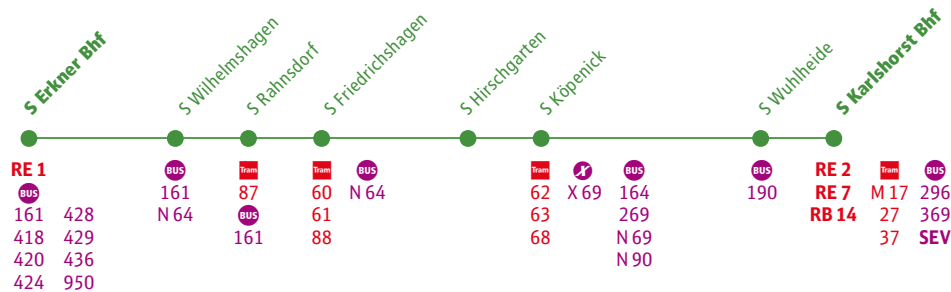 S Erkner Bhf
S Wilhelmshagen
S Rahnsdorf
S Friedrichshagen
S Hirschgarten
S Köpenick
S Wuhlheide
S Karlshorst Bhf
RE 1
BUS
161 428
418 429
420 436
424 950
BUS
161
N 64
Tram
87
BUS
161
Tram
60
61
88
BUS
N 64
Tram
62
63
68
X
X 69
BUS
164
269
N 69
N 90
BUS
190
RE 2
RE 7
RB 14
Tram
M 17
27
37
BUS
296
369
SEV